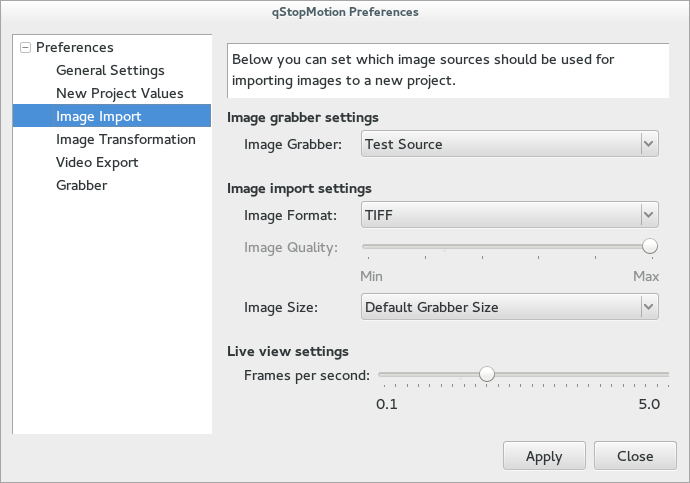 qStopMotion Preferences
Preferences
General Settings
New Project Values
Image Import
Image Transformation
Video Export
Grabber
Below you can set which image sources should be used for
importing images to a new project.
Image grabber settings
Image Grabber: Test Source
Image import settings
Image Format: TIFF
Image Quality:
Min Max
Image Size: Default Grabber Size
Live view settings
Frames per second:
0.1 5.0
Apply Close